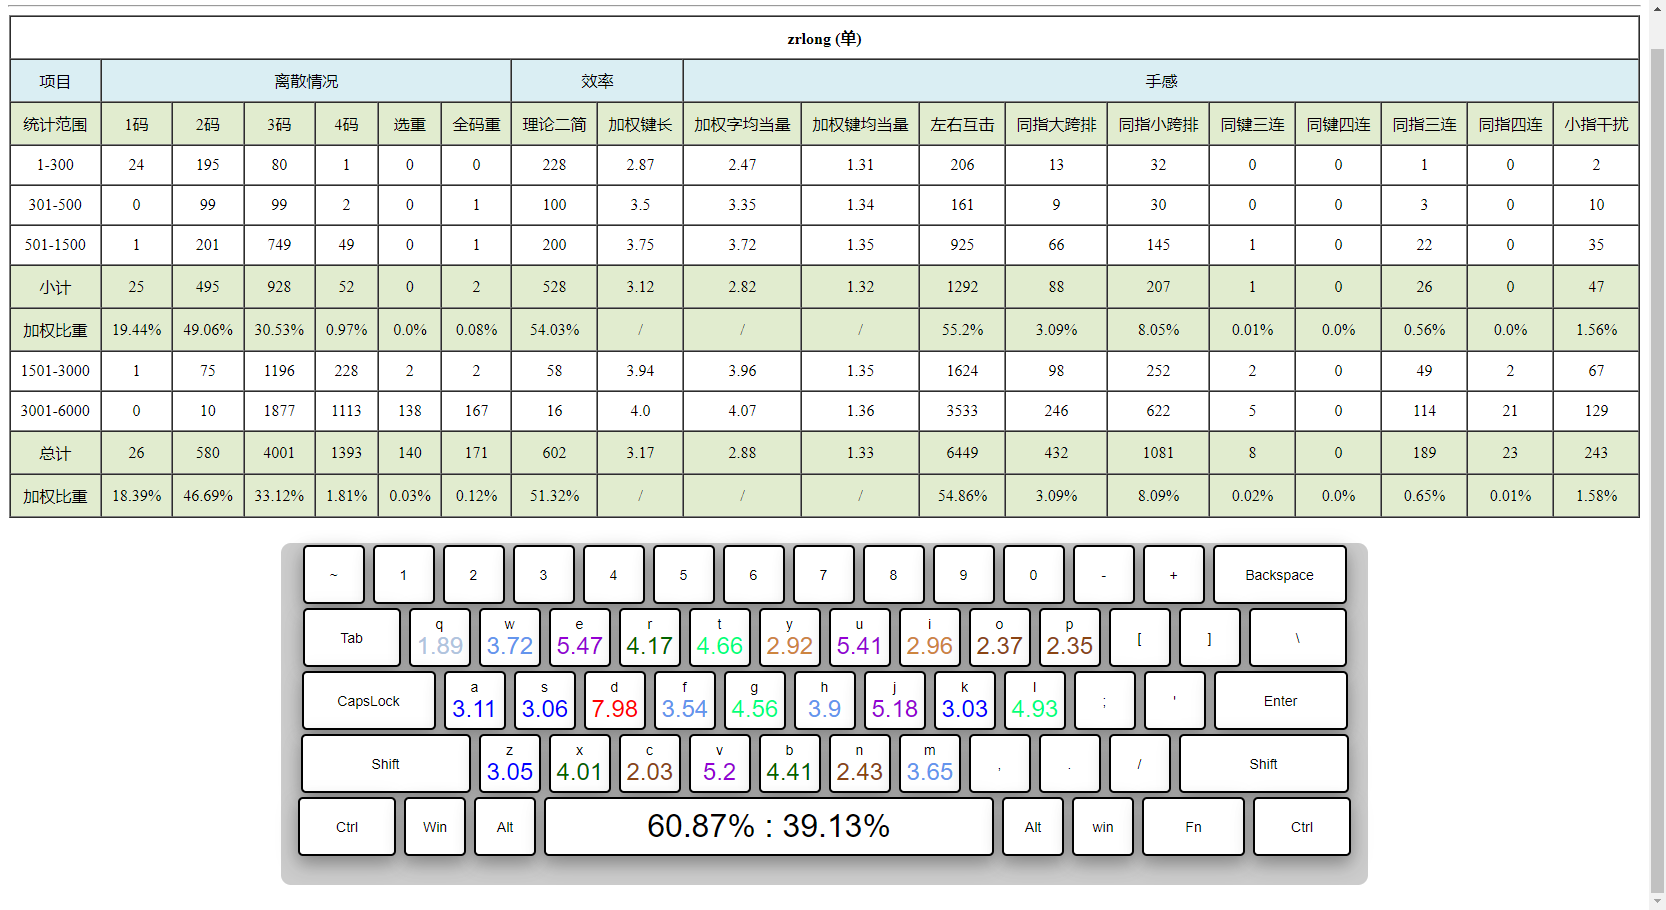 zrlong (单)
项目 离散情况 效率 手感
统计范围 1码 2码 3码 4码 选重 全码重 理论二简 加权键长 加权字均当量 加权键均当量 左右互击 同指大跨排 同指小跨排 同键三连 同键四连 同指三连 同指四连 小指干扰
1-300 24 195 80 1 0 0 228 2.87 2.47 1.31 206 13 32 0 0 1 0 2
301-500 0 99 99 2 0 1 100 3.5 3.35 1.34 161 9 30 0 0 3 0 10
501-1500 1 201 749 49 0 1 200 3.75 3.72 1.35 925 66 145 1 0 22 0 35
小计 25 495 928 52 0 2 528 3.12 2.82 1.32 1292 88 207 1 0 26 0 47
加权比重 19.44% 49.06% 30.53% 0.97% 0.0% 0.08% 54.03% / / / 55.2% 3.09% 8.05% 0.01% 0.0% 0.56% 0.0% 1.56%
1501-3000 1 75 1196 228 2 2 58 3.94 3.96 1.35 1624 98 252 2 0 49 2 67
3001-6000 0 10 1877 1113 138 167 16 4.0 4.07 1.36 3533 246 622 5 0 114 21 129
总计 26 580 4001 1393 140 171 602 3.17 2.88 1.33 6449 432 1081 8 0 189 23 243
加权比重 18.39% 46.69% 33.12% 1.81% 0.03% 0.12% 51.32% / / / 54.86% 3.09% 8.09% 0.02% 0.0% 0.65% 0.01% 1.58%
~ 1 2 3 4 5 6 7 8 9 0 - + Backspace
q w e r t y u i o p
Tab 1.89 3.72 5.47 4.17 4.66 2.92 5.41 2.96 2.37 2.35 [ ] \
a s d f g h j k l
CapsLock 3.11 3.06 7.98 3.54 4.56 3.9 5.18 3.03 4.93 ; ' Enter
z x c v b n m
Shift 3.05 4.01 2.03 5.2 4.41 2.43 3.65 , . / Shift
Ctrl Win Alt 60.87% : 39.13% Alt win Fn Ctrl